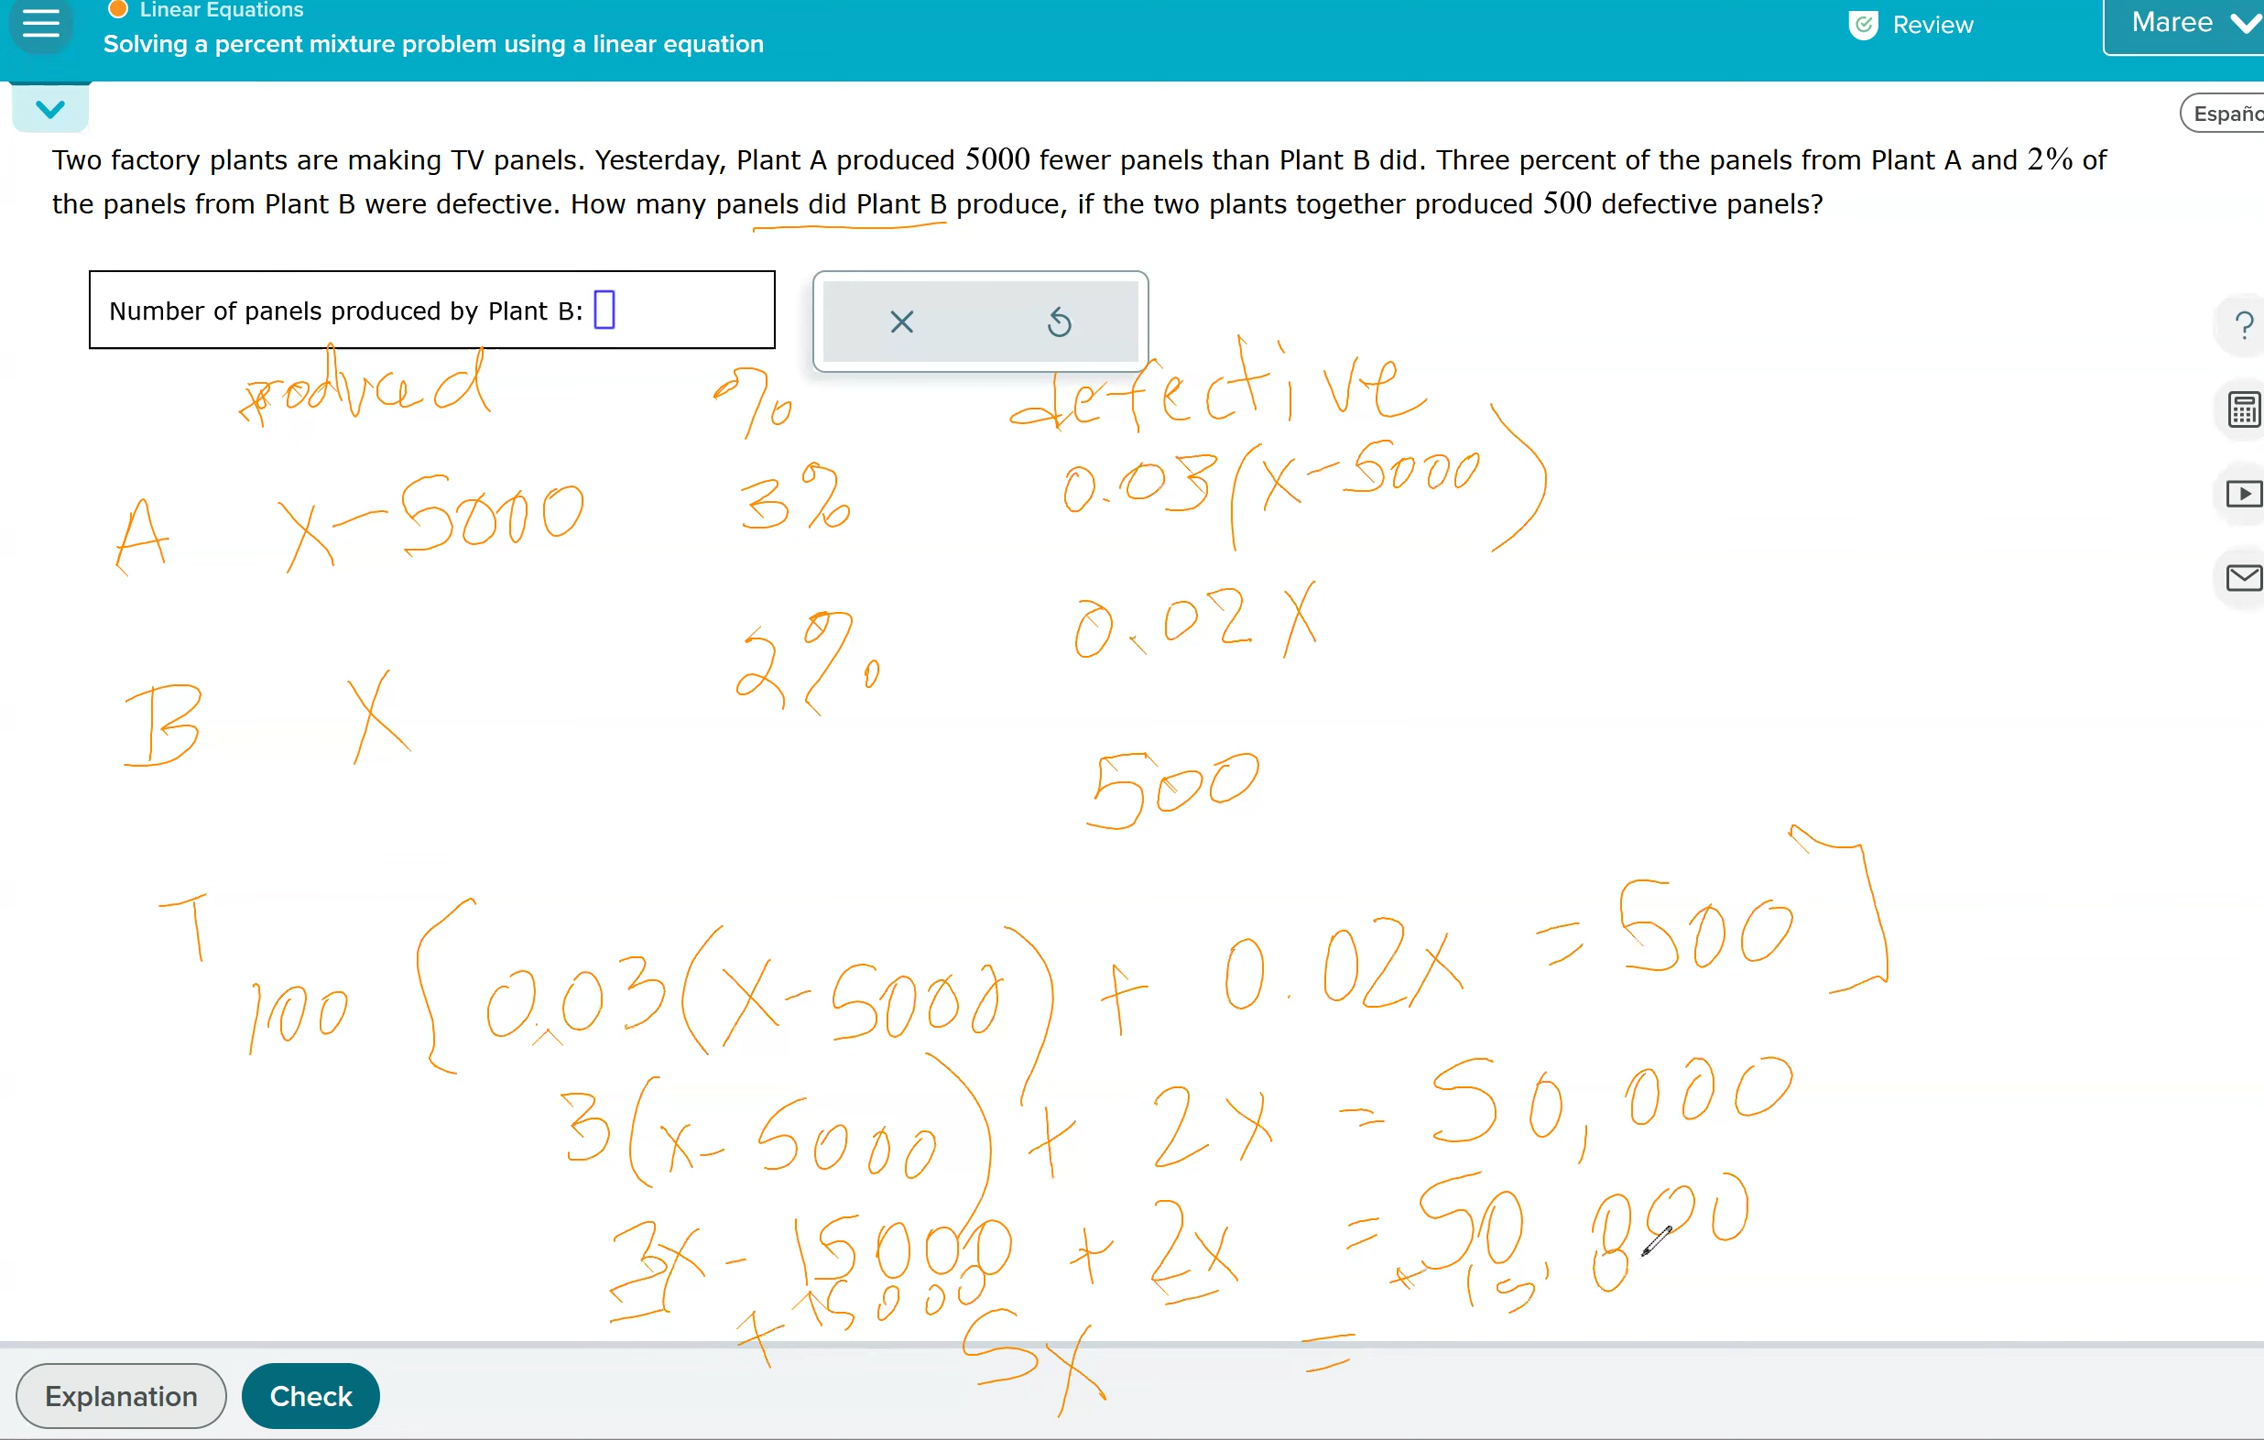 Linear Equations
Solving a percent mixture problem using a linear equation
Review
Maree
Españo
Two factory plants are making TV panels. Yesterday, Plant A produced 5000 fewer panels than Plant B did. Three percent of the panels from Plant A and 2% of
the panels from Plant B were defective. How many panels did Plant B produce, if the two plants together produced 500 defective panels?
Number of panels produced by Plant B:
?
produced % defective
A x-5000 3% 0.03(x-5000)
B x 2% 0.02x
500
T
100[0.03(x-5000) + 0.02x = 500]
3(x-5000) + 2x = 50,000
3x - 15000 + 2x = 50,000
+15000 +15,0
5x =
Explanation
Check